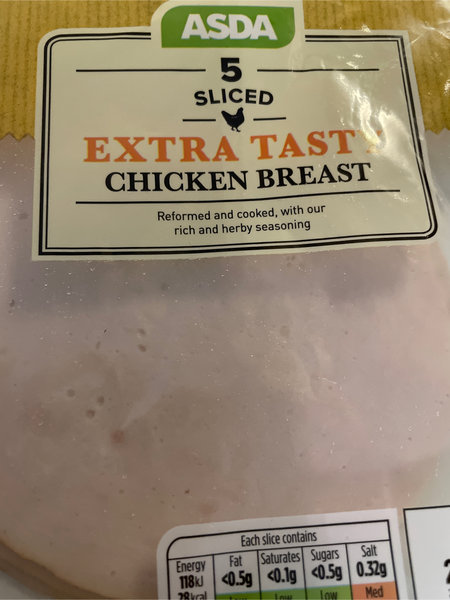 ASDA
5
SLICED
EXTRA TASTY
CHICKEN BREAST
Reformed and cooked, with our
rich and herby seasoning
Each slice contains
Energy Fat Saturates Sugars Salt
118kJ <0.5g <0.1g <0.5g 0.32g
28kcal Low Low Low Med